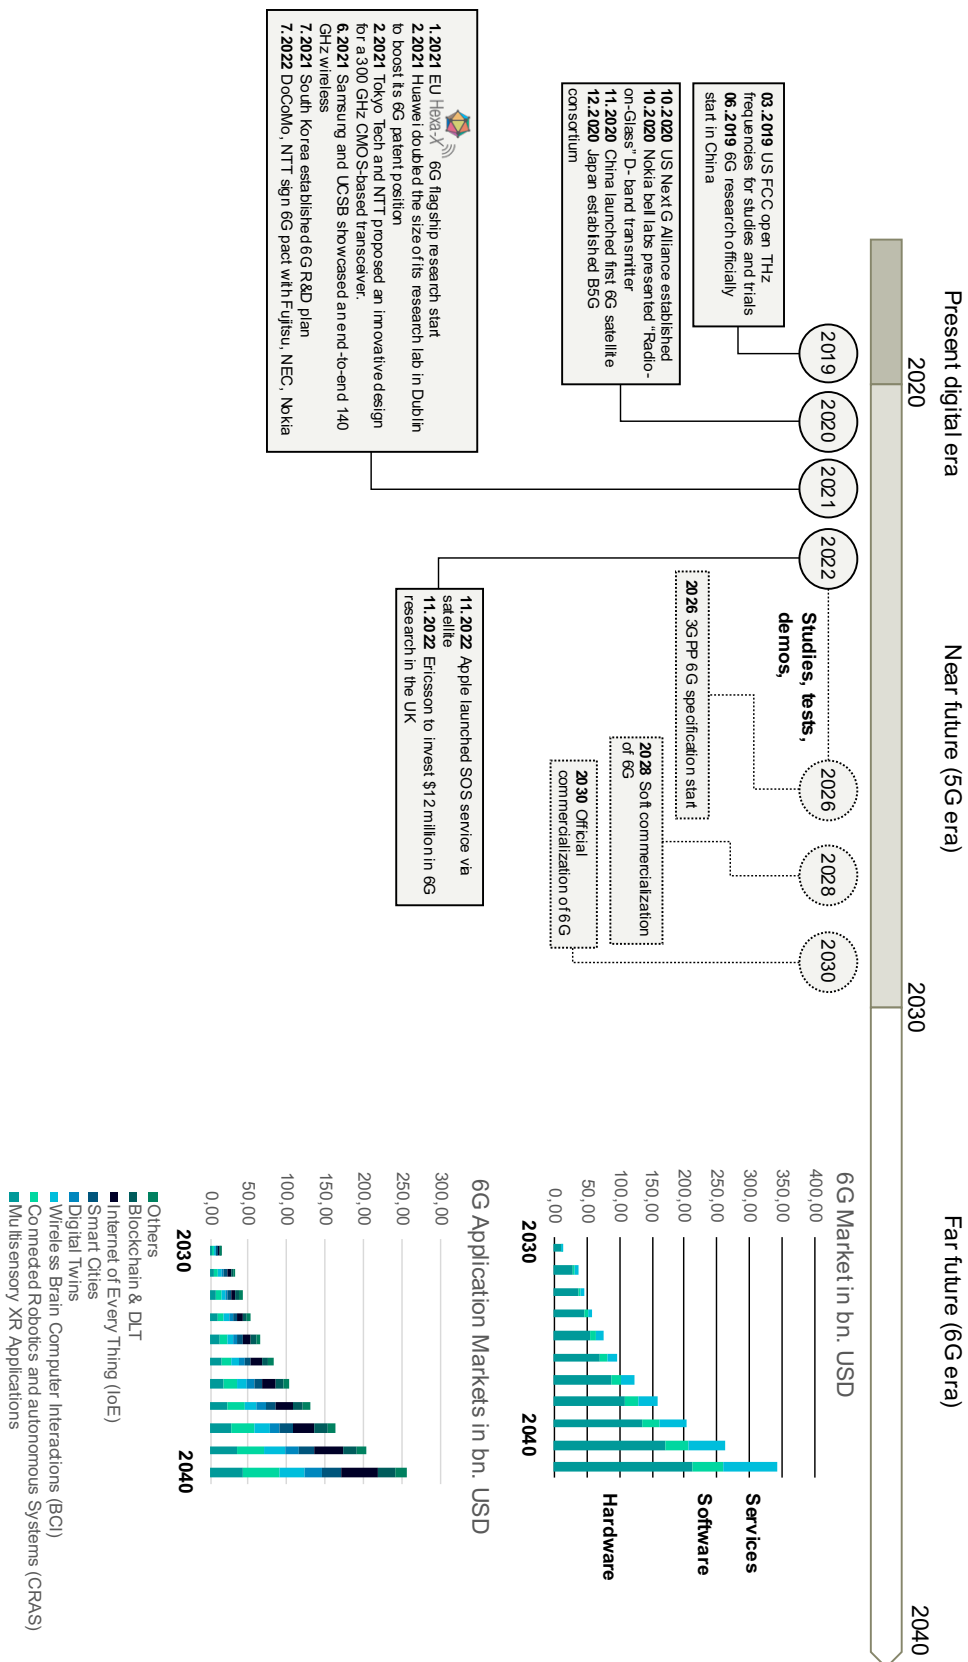 Present digital era
Near future (5G era)
Far future (6G era)
2020
2030
2040
2019
2020
2021
2022
2026
2028
2030
Studies, tests,
demos,
03.2019 US FCC open THz
frequencies for studies and trials
06.2019 6G research officially
start in China
10.2020 US Next G Alliance established
10.2020 Nokia bell labs presented “Radio-
on-Glass” D- band transmitter
11.2020 China launched first 6G satellite
12.2020 Japan established B5G
consortium
1.2021 EU Hexa-X 6G flagship research start
2.2021 Huawei doubled the size of its research lab in Dublin
to boost its 6G patent position
2.2021 Tokyo Tech and NTT proposed an innovative design
for a 300 GHz CMOS-based transceiver.
6.2021 Samsung and UCSB showcased an end-to-end 140
GHz wireless
7.2021 South Korea established 6G R&D plan
7.2022 DoCoMo, NTT sign 6G pact with Fujitsu, NEC, Nokia
11.2022 Apple launched SOS service via
satellite
11.2022 Ericsson to invest $12 million in 6G
research in the UK
2026 3GPP 6G specification start
2028 Soft commercialization
of 6G
2030 Official
commercialization of 6G
6G Market in bn. USD
400,00
350,00
300,00
250,00
200,00
150,00
100,00
50,00
0,00
2030
2040
Services
Software
Hardware
6G Application Markets in bn. USD
300,00
250,00
200,00
150,00
100,00
50,00
0,00
2030
2040
Others
Blockchain & DLT
Internet of Every Thing (IoE)
Smart Cities
Digital Twins
Wireless Brain Computer Interactions (BCI)
Connected Robotics and autonomous Systems (CRAS)
Multisensory XR Applications